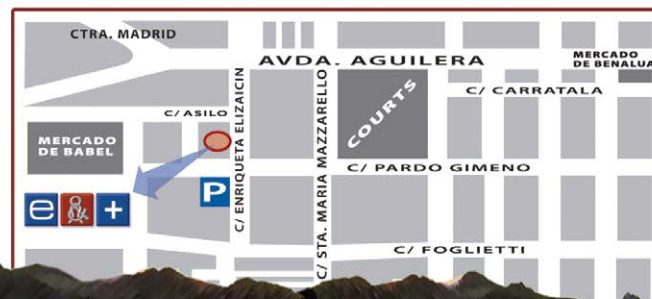 CTRA. MADRID
AVDA. AGUILERA
MERCADO
DE BENALUA
C/ CARRATALA
C/ ASILO
C/ ENRIQUETA ELIZAICIN
C/ STA. MARIA MAZZARELLO
COURTS
MERCADO
DE BABEL
C/ PARDO GIMENO
P
e
+
C/ FOGLIETTI